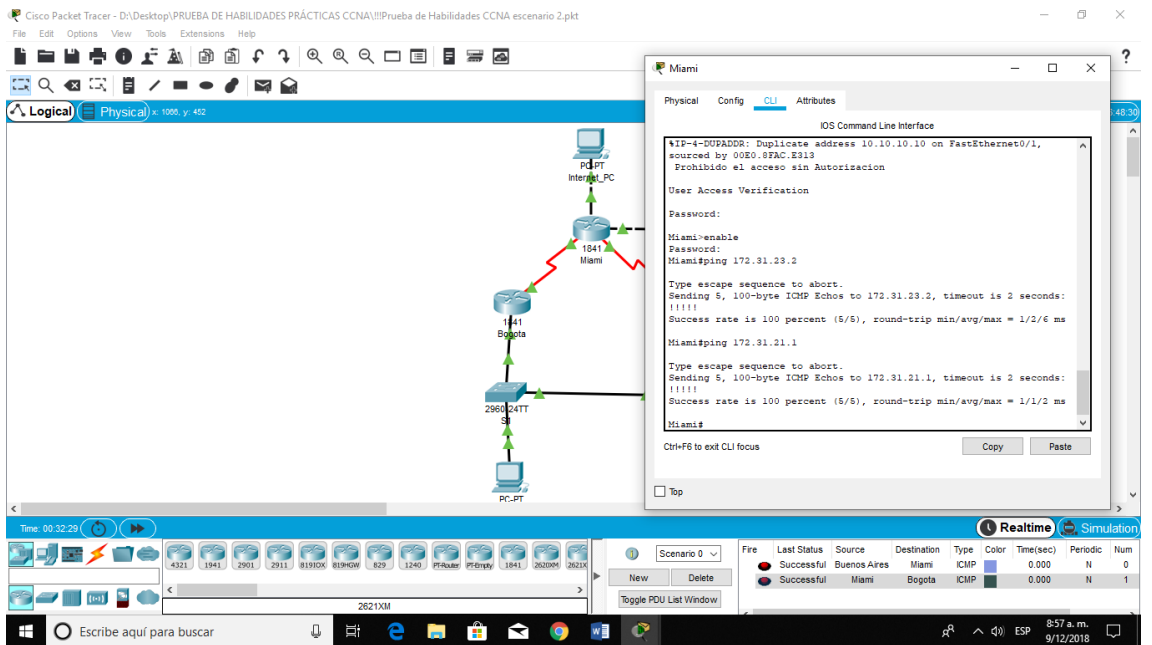 Cisco Packet Tracer - D:\Desktop\PRUEBA DE HABILIDADES PRÁCTICAS CCNA\!!!Prueba de Habilidades CCNA escenario 2.pkt
File Edit Options View Tools Extensions Help
?
Logical Physical x: 1066, y: 452
:48:30
PC-PT
Internet_PC
1841
Miami
1841
Bogota
2960-24TT
S1
PC-PT
Miami
Physical Config CLI Attributes
IOS Command Line Interface
%IP-4-DUPADDR: Duplicate address 10.10.10.10 on FastEthernet0/1,
sourced by 00E0.8FAC.E313
Prohibido el acceso sin Autorizacion
User Access Verification
Password:
Miami>enable
Password:
Miami#ping 172.31.23.2
Type escape sequence to abort.
Sending 5, 100-byte ICMP Echos to 172.31.23.2, timeout is 2 seconds:
!!!!!
Success rate is 100 percent (5/5), round-trip min/avg/max = 1/2/6 ms
Miami#ping 172.31.21.1
Type escape sequence to abort.
Sending 5, 100-byte ICMP Echos to 172.31.21.1, timeout is 2 seconds:
!!!!!
Success rate is 100 percent (5/5), round-trip min/avg/max = 1/1/2 ms
Miami#
Ctrl+F6 to exit CLI focus
Copy Paste
Top
Time: 00:32:29
Realtime Simulation
4321 1941 2901 2911 819IOX 819HGW 829 1240 PT-Router PT-Empty 1841 2620XM 2621X
2621XM
Scenario 0
New Delete
Toggle PDU List Window
Fire Last Status Source Destination Type Color Time(sec) Periodic Num
Successful Buenos Aires Miami ICMP 0.000 N 0
Successful Miami Bogota ICMP 0.000 N 1
Escribe aquí para buscar
ESP
8:57 a. m.
9/12/2018